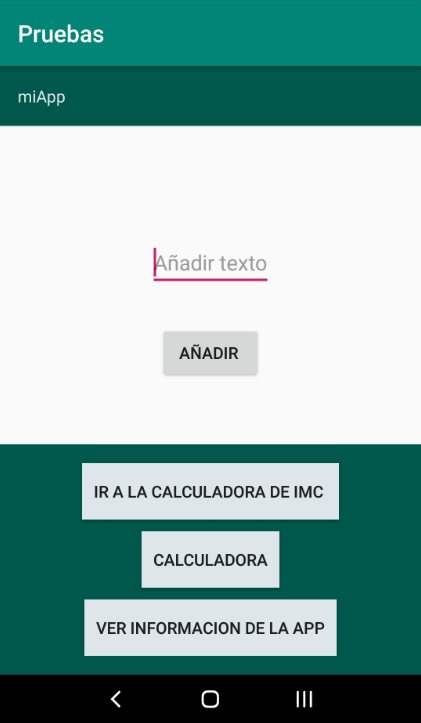 Pruebas
miApp
Añadir texto
AÑADIR
IR A LA CALCULADORA DE IMC
CALCULADORA
VER INFORMACION DE LA APP